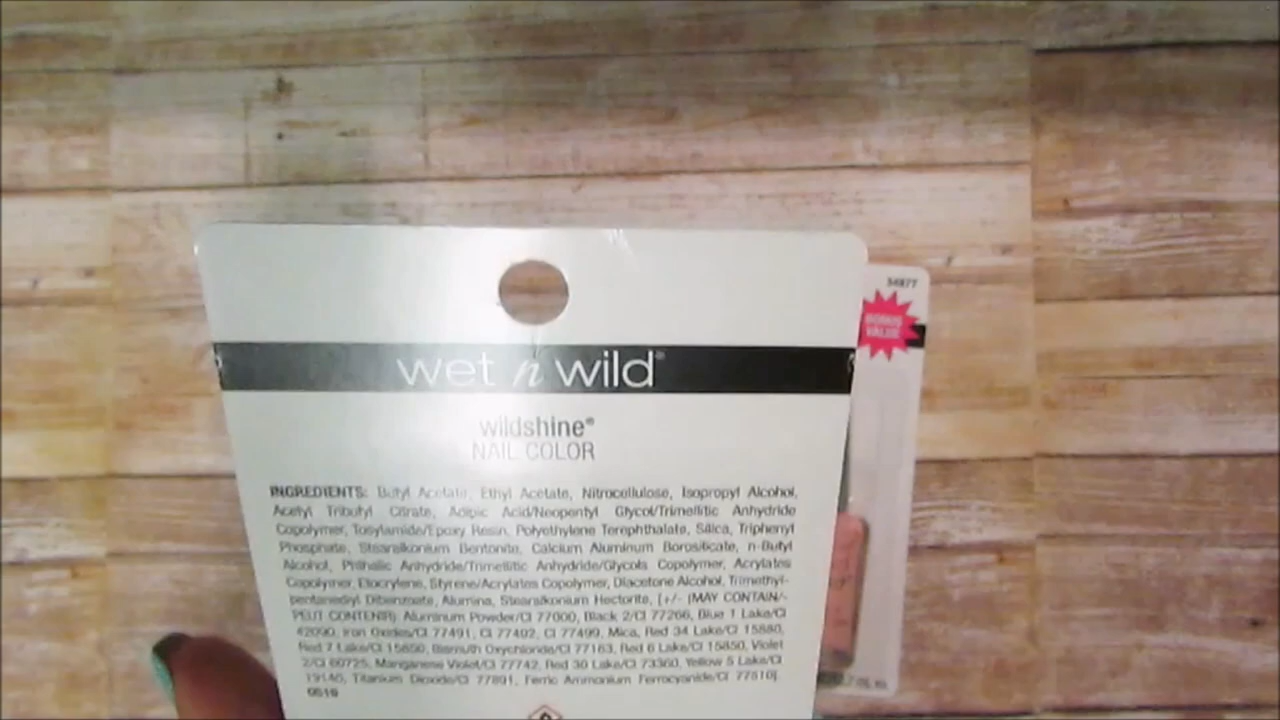 wet n wild®
wildshine®
NAIL COLOR
INGREDIENTS: Butyl Acetate, Ethyl Acetate, Nitrocellulose, Isopropyl Alcohol,
Acetyl Tributyl Citrate, Adipic Acid/Neopentyl Glycol/Trimellitic Anhydride
Copolymer, Tosylamide/Epoxy Resin, Polyethylene Terephthalate, Silica, Triphenyl
Phosphate, Stearalkonium Bentonite, Calcium Aluminum Borosilicate, n-Butyl
Alcohol, Phthalic Anhydride/Trimellitic Anhydride/Glycols Copolymer, Acrylates
Copolymer, Etocrylene, Styrene/Acrylates Copolymer, Diacetone Alcohol, Trimethyl-
pentanediyl Dibenzoate, Alumina, Stearalkonium Hectorite, [+/- (MAY CONTAIN/-
PEUT CONTENIR) Aluminum Powder/CI 77000, Black 2/CI 77266, Blue 1 Lake/CI
42090, Iron Oxides/CI 77491, CI 77492, CI 77499, Mica, Red 34 Lake/CI 15880,
Red 7 Lake/CI 15850, Bismuth Oxychloride/CI 77163, Red 6 Lake/CI 15850, Violet
2/CI 60725, Manganese Violet/CI 77742, Red 30 Lake/CI 73360, Yellow 5 Lake/CI
19140, Titanium Dioxide/CI 77891, Ferric Ammonium Ferrocyanide/CI 77510].
0516
34977
BONUS
VALUE